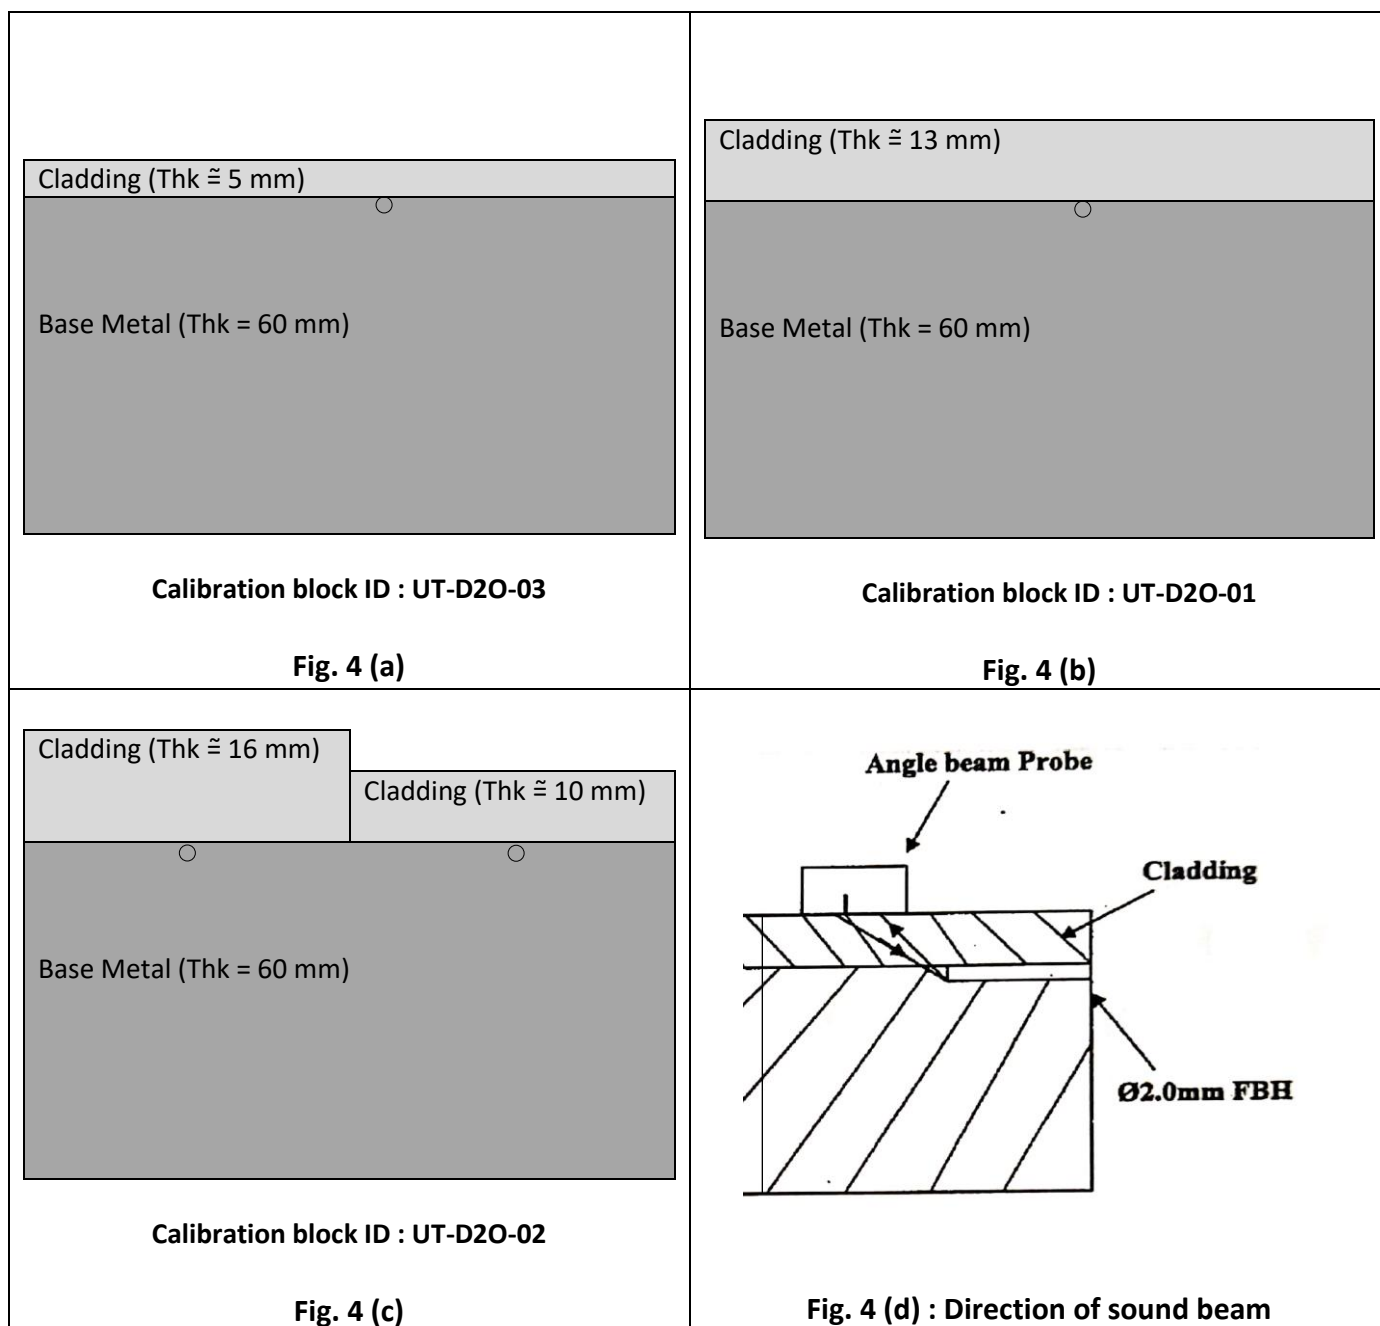 Cladding (Thk ≅ 5 mm)
Base Metal (Thk = 60 mm)
Calibration block ID : UT-D2O-03
Fig. 4 (a)
Cladding (Thk ≅ 13 mm)
Base Metal (Thk = 60 mm)
Calibration block ID : UT-D2O-01
Fig. 4 (b)
Cladding (Thk ≅ 16 mm)
Cladding (Thk ≅ 10 mm)
Base Metal (Thk = 60 mm)
Calibration block ID : UT-D2O-02
Fig. 4 (c)
Angle beam Probe
Cladding
Ø2.0mm FBH
Fig. 4 (d) : Direction of sound beam